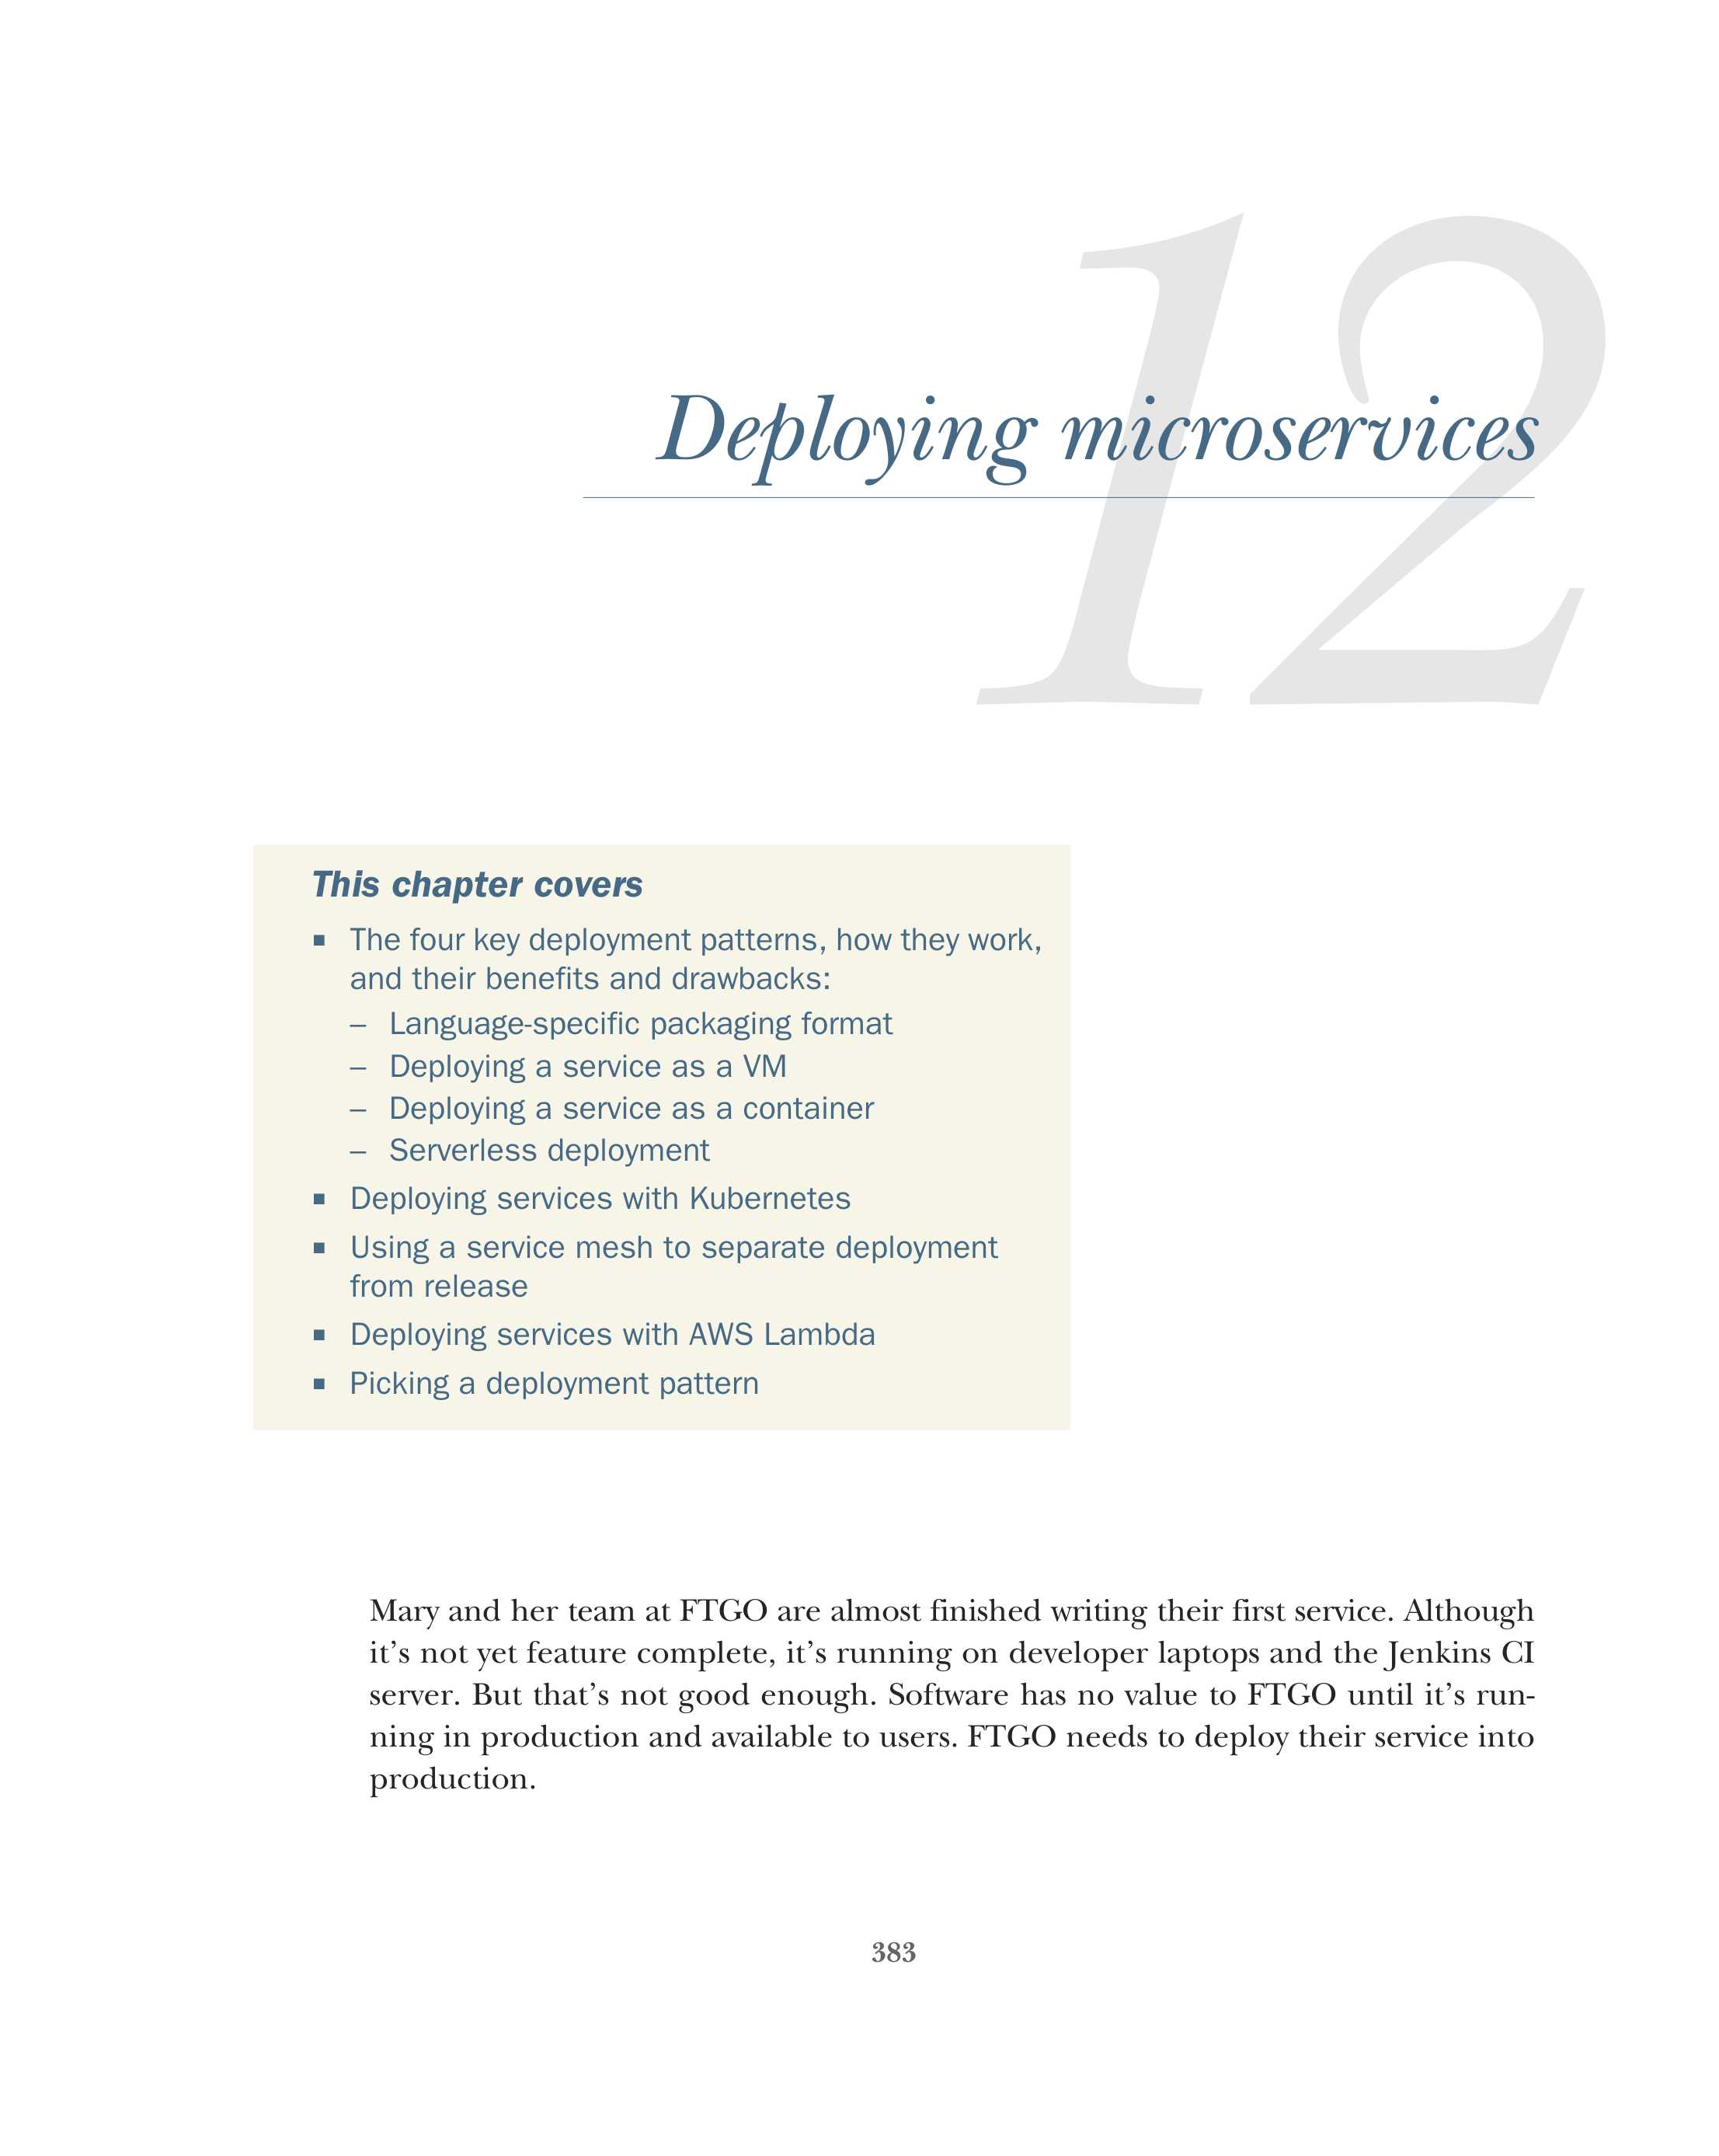 12
Deploying microservices
This chapter covers
■ The four key deployment patterns, how they work,
and their benefits and drawbacks:
– Language-specific packaging format
– Deploying a service as a VM
– Deploying a service as a container
– Serverless deployment
■ Deploying services with Kubernetes
■ Using a service mesh to separate deployment
from release
■ Deploying services with AWS Lambda
■ Picking a deployment pattern
Mary and her team at FTGO are almost finished writing their first service. Although
it’s not yet feature complete, it’s running on developer laptops and the Jenkins CI
server. But that’s not good enough. Software has no value to FTGO until it’s run-
ning in production and available to users. FTGO needs to deploy their service into
production.
383